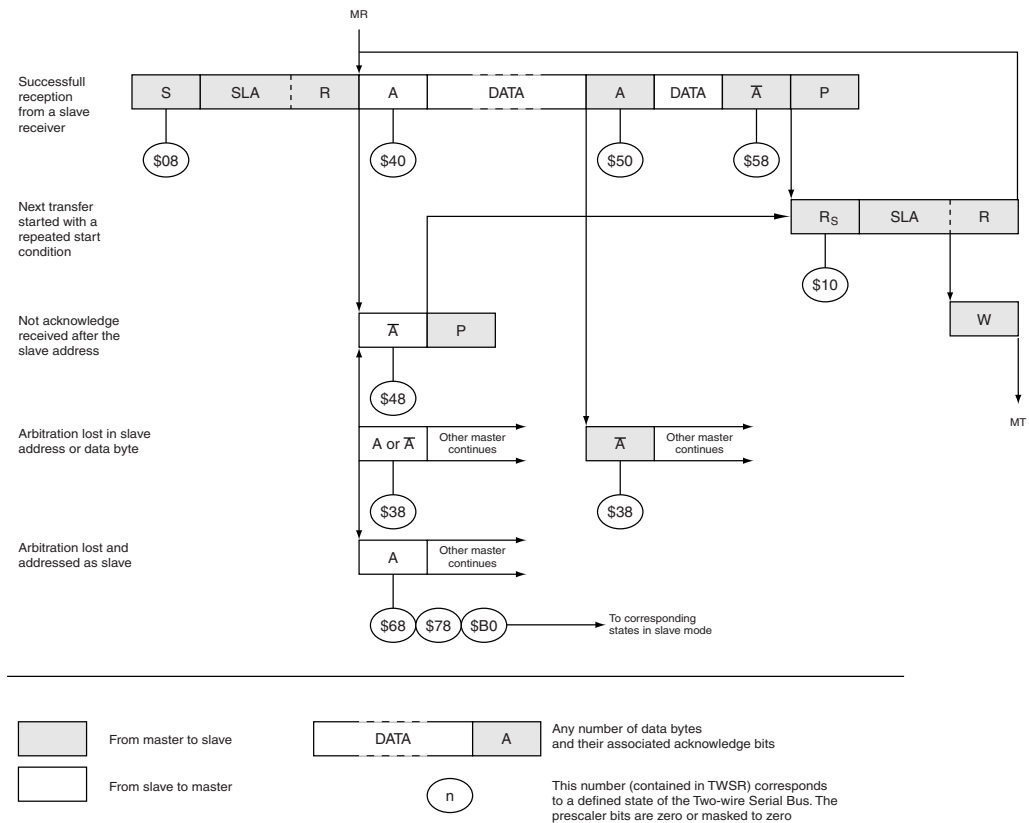 MR
Successfull
reception
from a slave
receiver
S SLA R A DATA A DATA A̅ P
$08 $40 $50 $58
Next transfer
started with a
repeated start
condition
RS SLA R
$10
W
MT
Not acknowledge
received after the
slave address
A̅ P
$48
Arbitration lost in slave
address or data byte
A or A̅
Other master
continues
A̅
Other master
continues
$38 $38
Arbitration lost and
addressed as slave
A
Other master
continues
$68 $78 $B0
To corresponding
states in slave mode
From master to slave
From slave to master
DATA A
Any number of data bytes
and their associated acknowledge bits
n
This number (contained in TWSR) corresponds
to a defined state of the Two-wire Serial Bus. The
prescaler bits are zero or masked to zero